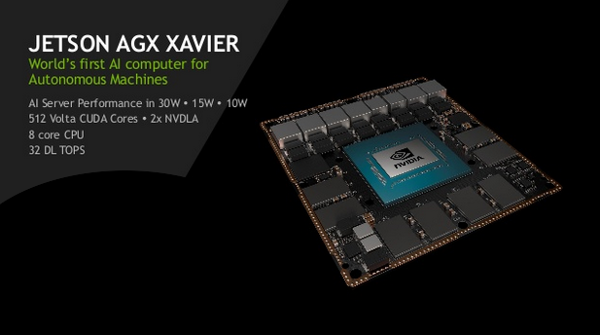 JETSON AGX XAVIER
World's first AI computer for
Autonomous Machines
AI Server Performance in 30W • 15W • 10W
512 Volta CUDA Cores • 2x NVDLA
8 core CPU
32 DL TOPS
NVIDIA